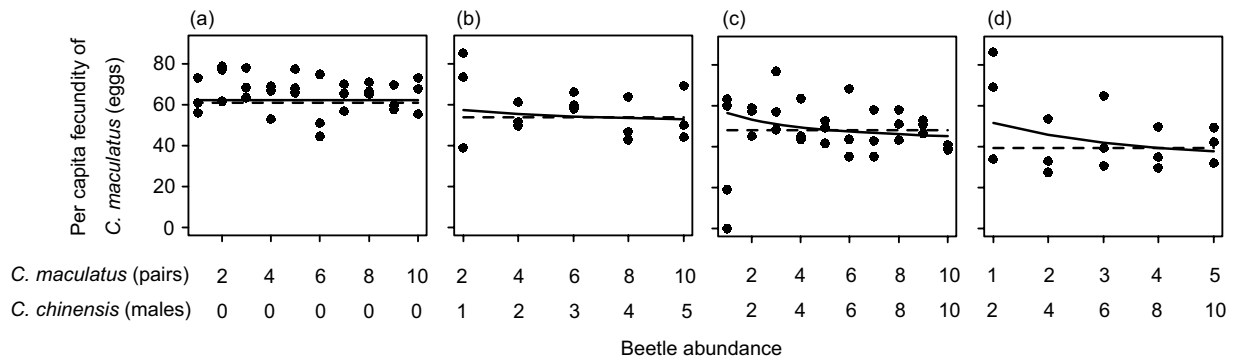 (a) (b) (c) (d)
Per capita fecundity of
C. maculatus (eggs)
80
60
40
20
0
C. maculatus (pairs) 2 4 6 8 10 2 4 6 8 10 2 4 6 8 10 1 2 3 4 5
C. chinensis (males) 0 0 0 0 0 1 2 3 4 5 2 4 6 8 10 2 4 6 8 10
Beetle abundance